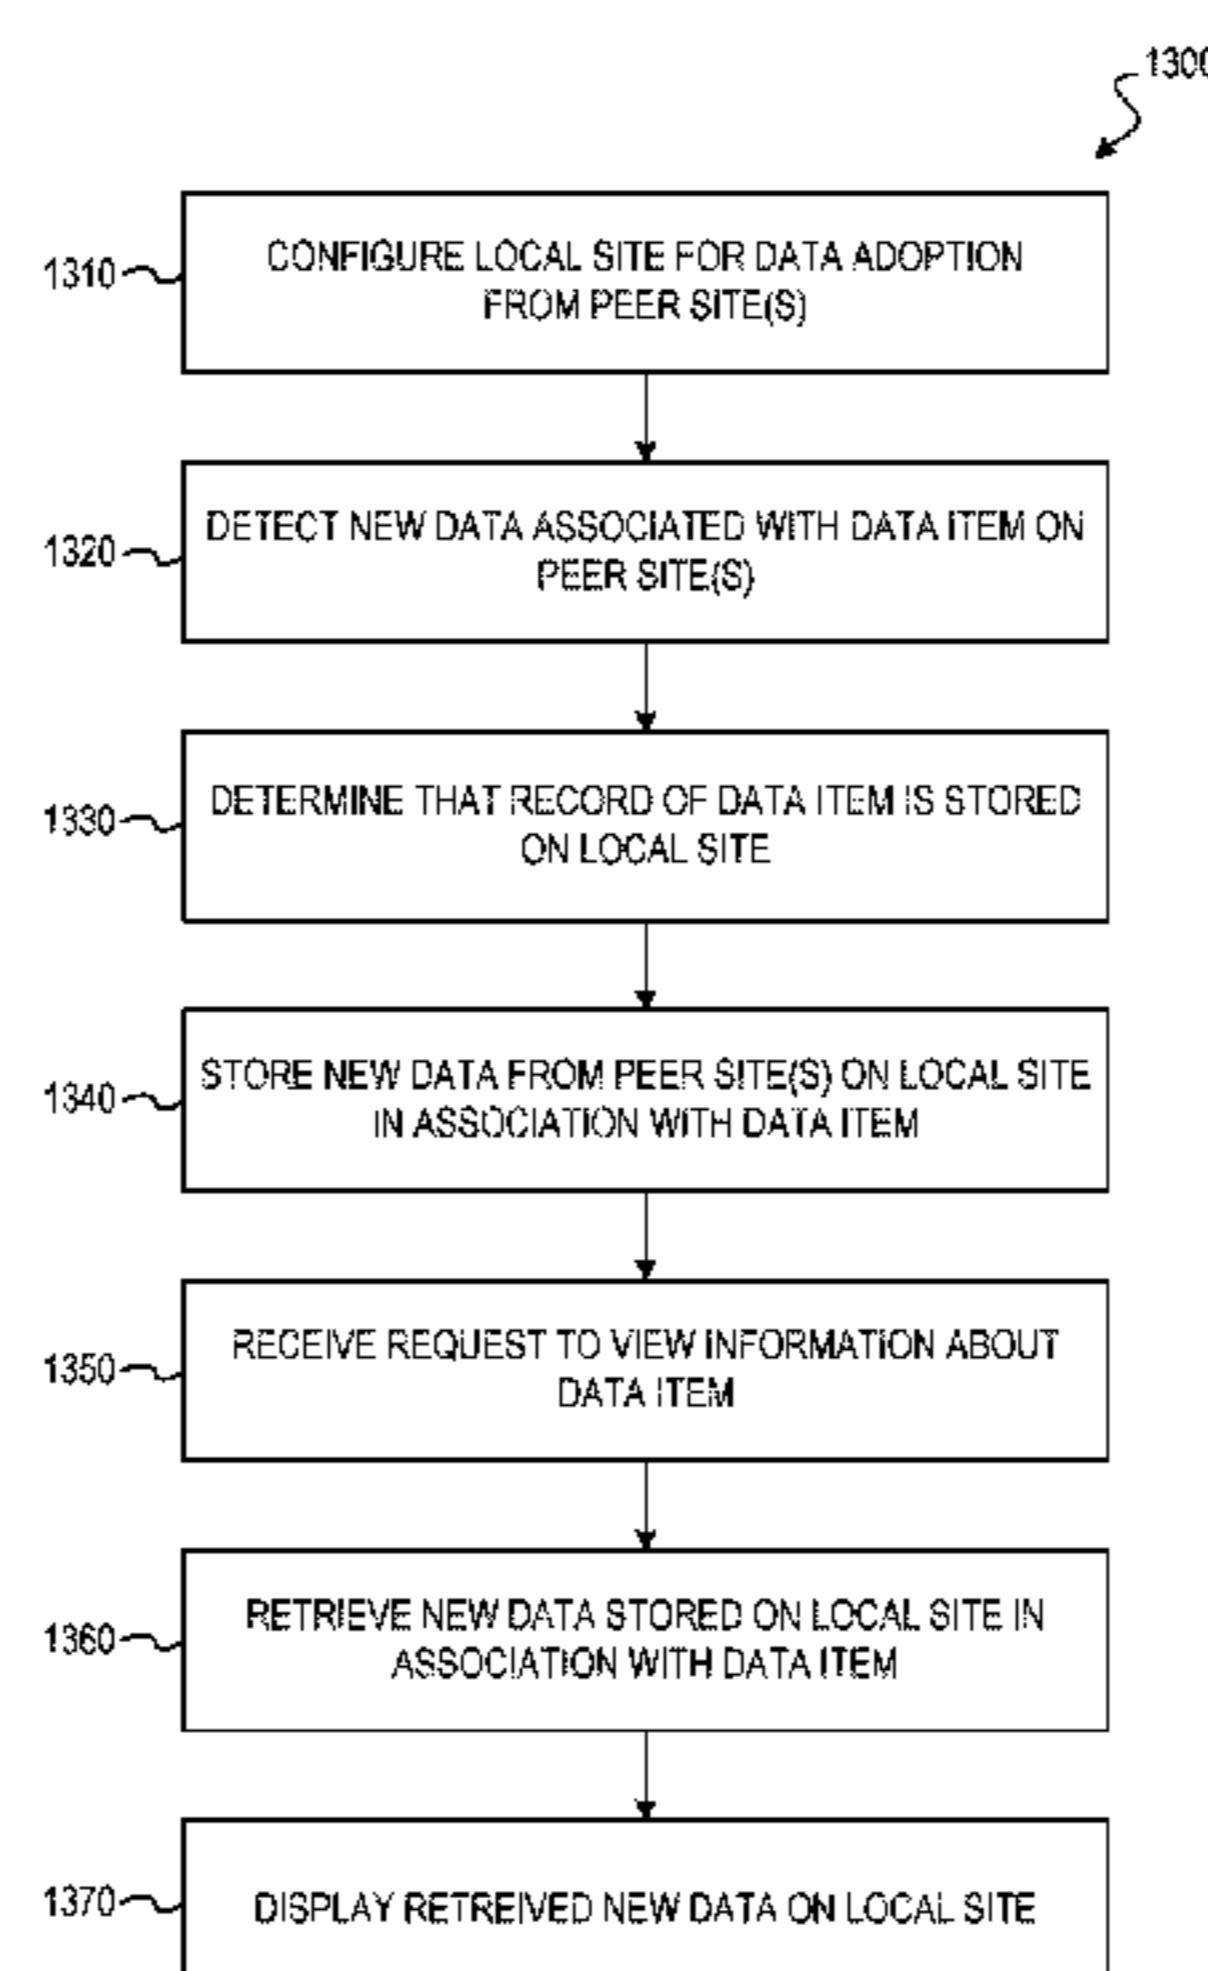 1300
1310
CONFIGURE LOCAL SITE FOR DATA ADOPTION
FROM PEER SITE(S)
1320
DETECT NEW DATA ASSOCIATED WITH DATA ITEM ON
PEER SITE(S)
1330
DETERMINE THAT RECORD OF DATA ITEM IS STORED
ON LOCAL SITE
1340
STORE NEW DATA FROM PEER SITE(S) ON LOCAL SITE
IN ASSOCIATION WITH DATA ITEM
1350
RECEIVE REQUEST TO VIEW INFORMATION ABOUT
DATA ITEM
1360
RETRIEVE NEW DATA STORED ON LOCAL SITE IN
ASSOCIATION WITH DATA ITEM
1370
DISPLAY RETREIVED NEW DATA ON LOCAL SITE